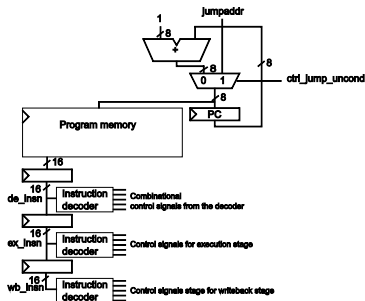 jumpaddr
1
8
+
8
8
0 1
ctrl_jump_uncond
8
PC
Program memory
16
16
de_insn
Instruction
decoder
Combinational
control signals from the decoder
16
ex_insn
Instruction
decoder
Control signals for execution stage
16
wb_insn
Instruction
decoder
Control signals stage for writeback stage